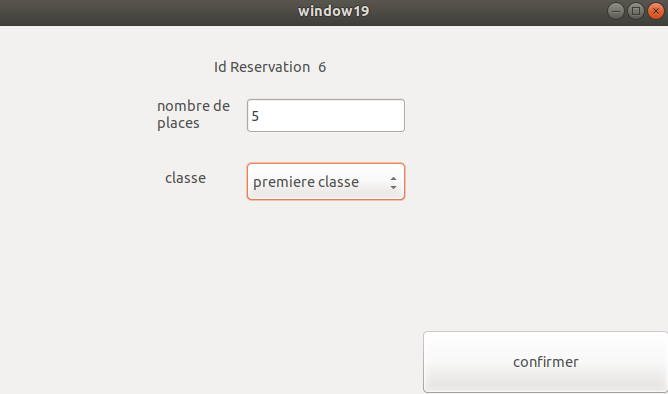 window19
Id Reservation 6
nombre de
places
5
classe
premiere classe
confirmer